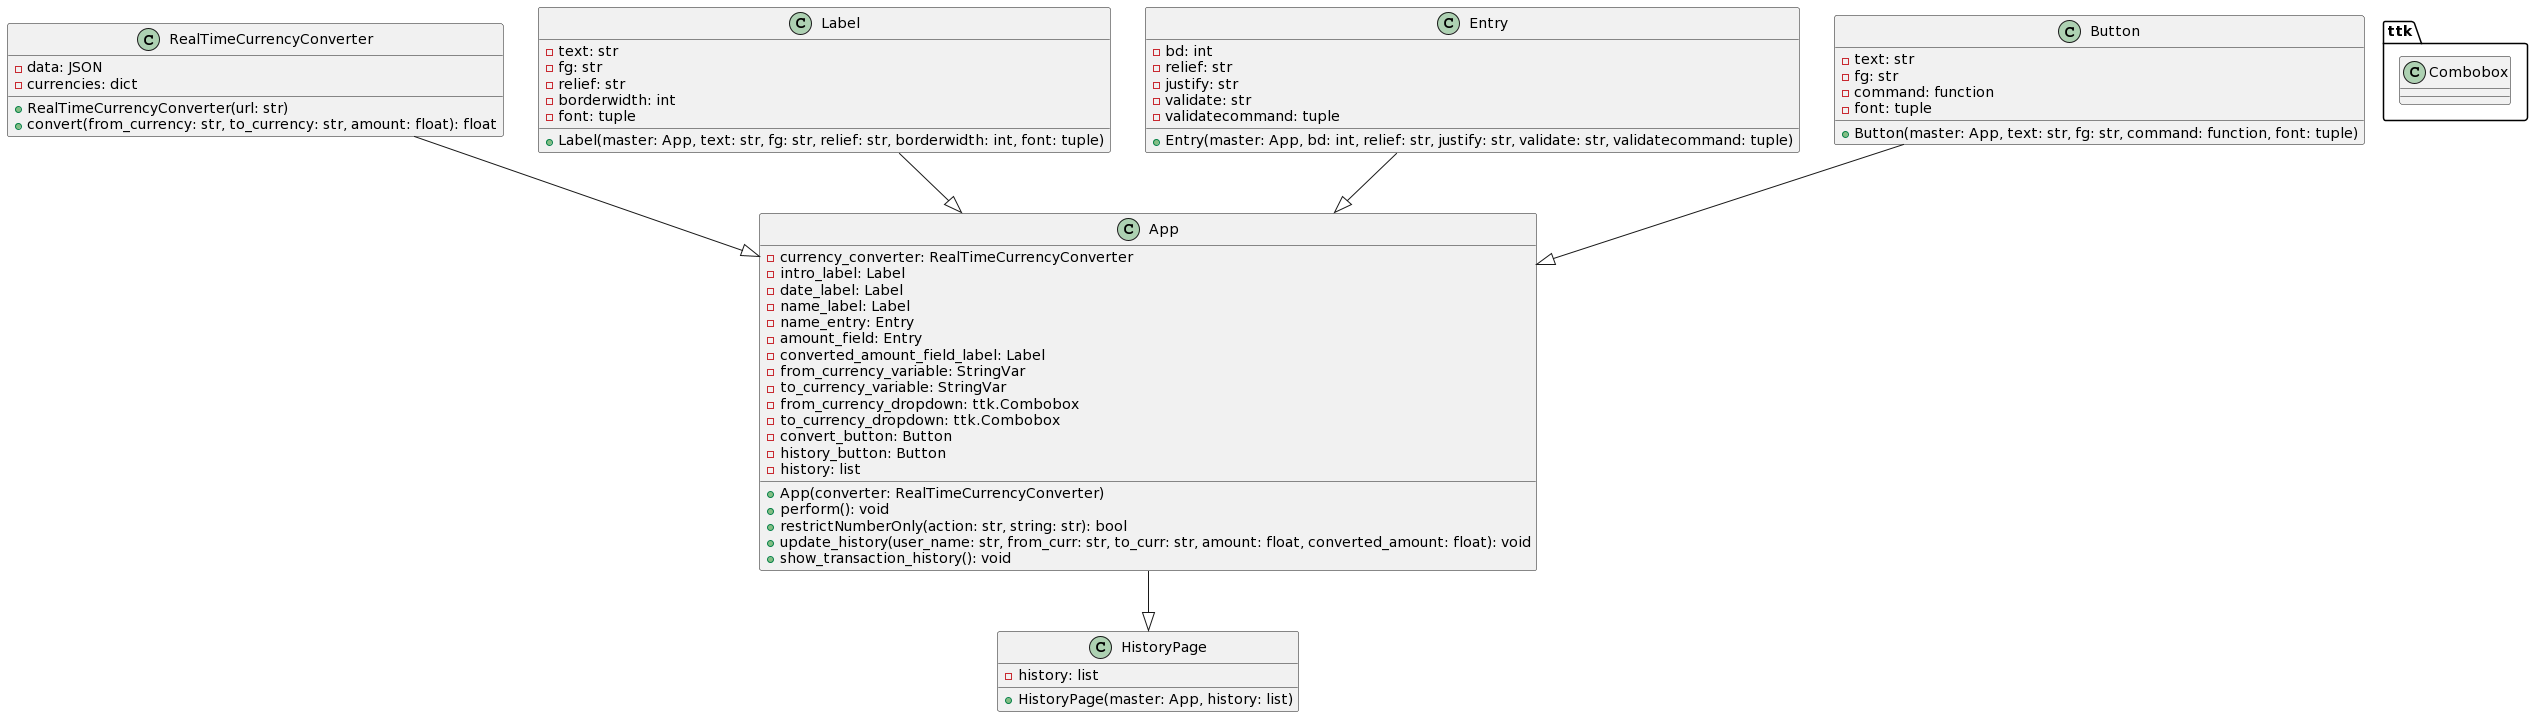 C RealTimeCurrencyConverter
data: JSON
currencies: dict
RealTimeCurrencyConverter(url: str)
convert(from_currency: str, to_currency: str, amount: float): float
C Label
text: str
fg: str
relief: str
borderwidth: int
font: tuple
Label(master: App, text: str, fg: str, relief: str, borderwidth: int, font: tuple)
C Entry
bd: int
relief: str
justify: str
validate: str
validatecommand: tuple
Entry(master: App, bd: int, relief: str, justify: str, validate: str, validatecommand: tuple)
C Button
text: str
fg: str
command: function
font: tuple
Button(master: App, text: str, fg: str, command: function, font: tuple)
ttk
C Combobox
C App
currency_converter: RealTimeCurrencyConverter
intro_label: Label
date_label: Label
name_label: Label
name_entry: Entry
amount_field: Entry
converted_amount_field_label: Label
from_currency_variable: StringVar
to_currency_variable: StringVar
from_currency_dropdown: ttk.Combobox
to_currency_dropdown: ttk.Combobox
convert_button: Button
history_button: Button
history: list
App(converter: RealTimeCurrencyConverter)
perform(): void
restrictNumberOnly(action: str, string: str): bool
update_history(user_name: str, from_curr: str, to_curr: str, amount: float, converted_amount: float): void
show_transaction_history(): void
C HistoryPage
history: list
HistoryPage(master: App, history: list)